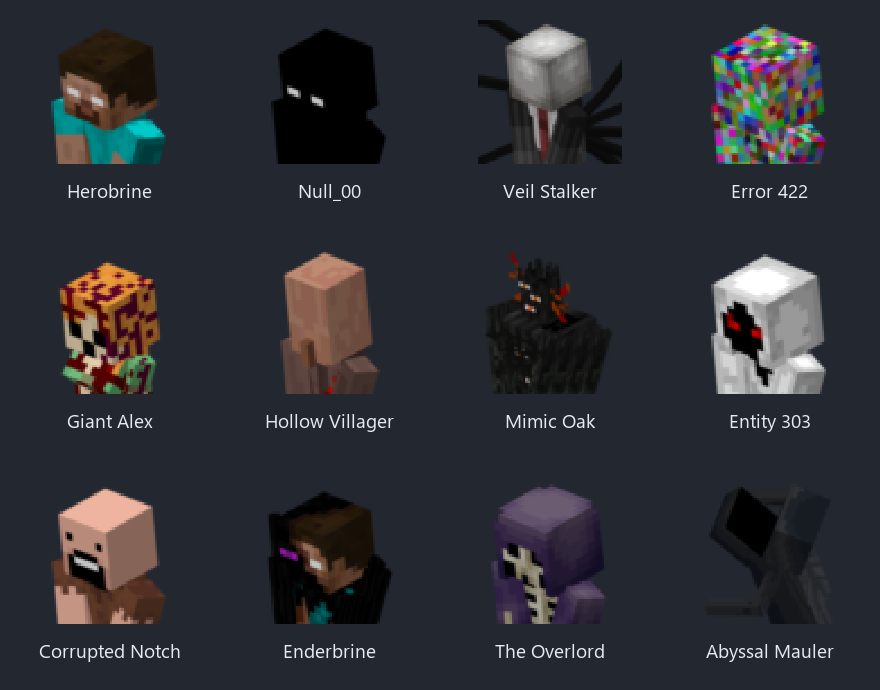 Herobrine
Null_00
Veil Stalker
Error 422
Giant Alex
Hollow Villager
Mimic Oak
Entity 303
Corrupted Notch
Enderbrine
The Overlord
Abyssal Mauler